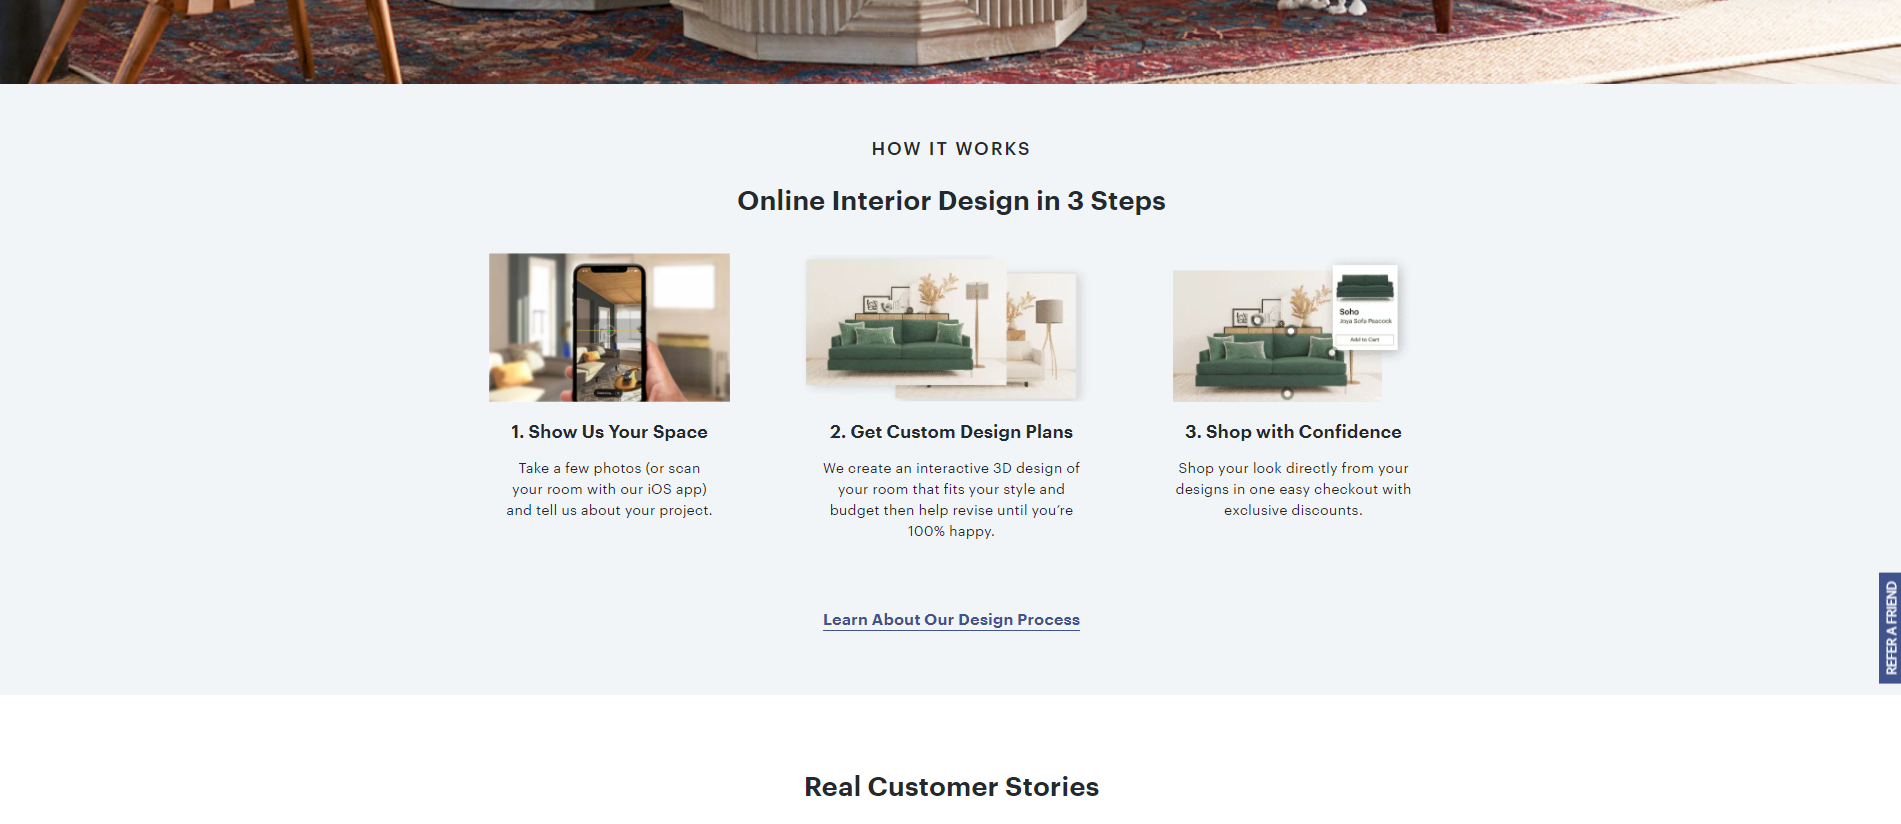 HOW IT WORKS
Online Interior Design in 3 Steps
Soho
Joya Sofa Peacock
Add to Cart
1. Show Us Your Space
Take a few photos (or scan
your room with our iOS app)
and tell us about your project.
2. Get Custom Design Plans
We create an interactive 3D design of
your room that fits your style and
budget then help revise until you’re
100% happy.
3. Shop with Confidence
Shop your look directly from your
designs in one easy checkout with
exclusive discounts.
Learn About Our Design Process
REFER A FRIEND
Real Customer Stories